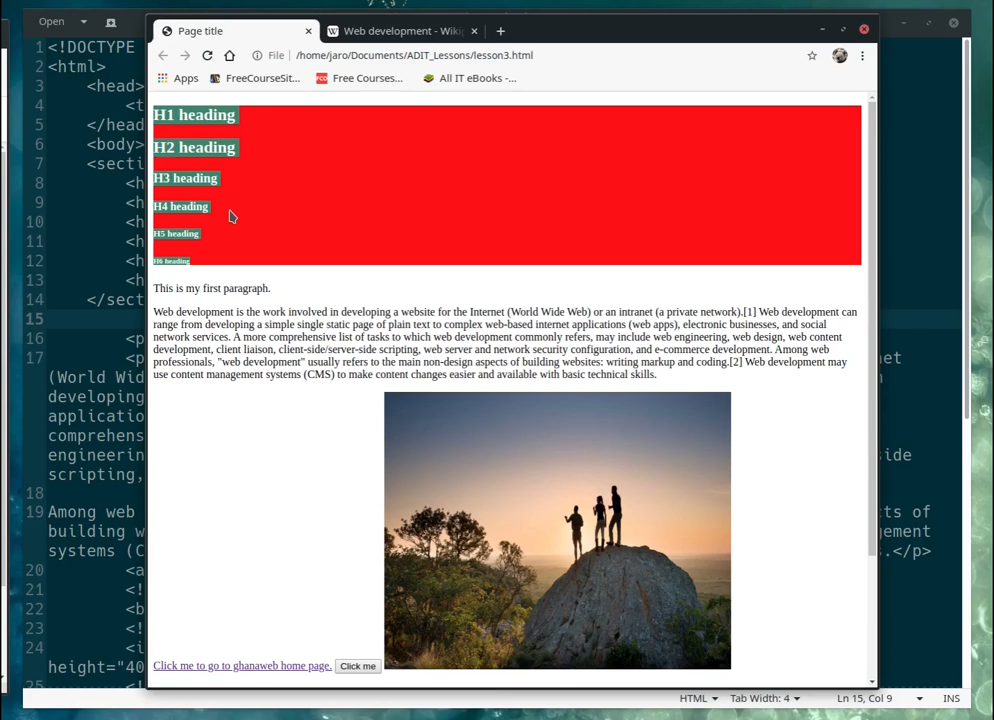 Open
Page title
Web development - Wiki
File
/home/jaro/Documents/ADIT_Lessons/lesson3.html
Apps
FreeCourseSit...
Free Courses...
All IT eBooks -...
1 <!DOCTYPE
2 <html>
3 <head>
4 <t
5 </head
6 <body>
7 <secti
8 <h
9 <h
10 <h
11 <h
12 <h
13 <h
14 </sect
15
16 <p
17 <p
(World Wid
developing
application
comprehens
engineerin
scripting,
18
19 Among web
building w
systems (C
20 <a
21 <!
22 <b
23 <!
24 <i
height="40
25 <!
H1 heading
H2 heading
H3 heading
H4 heading
H5 heading
H6 heading
This is my first paragraph.
Web development is the work involved in developing a website for the Internet (World Wide Web) or an intranet (a private network).[1] Web development can
range from developing a simple single static page of plain text to complex web-based internet applications (web apps), electronic businesses, and social
network services. A more comprehensive list of tasks to which web development commonly refers, may include web engineering, web design, web content
development, client liaison, client-side/server-side scripting, web server and network security configuration, and e-commerce development. Among web
professionals, "web development" usually refers to the main non-design aspects of building websites: writing markup and coding.[2] Web development may
use content management systems (CMS) to make content changes easier and available with basic technical skills.
Click me to go to ghanaweb home page.
Click me
net
n
side
cts of
gement
s.</p>
HTML
Tab Width: 4
Ln 15, Col 9
INS